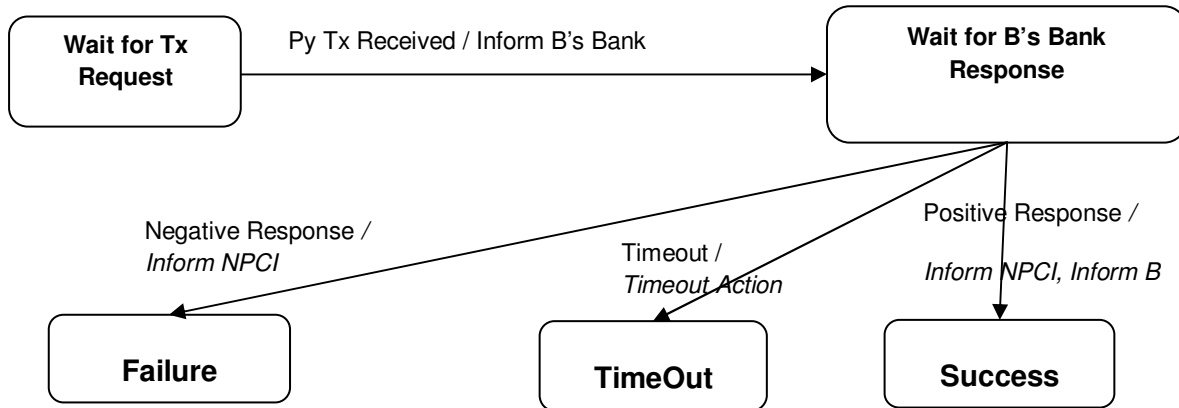 Wait for Tx
Request
Py Tx Received / Inform B's Bank
Wait for B's Bank
Response
Negative Response /
Inform NPCI
Timeout /
Timeout Action
Positive Response /
Inform NPCI, Inform B
Failure
TimeOut
Success